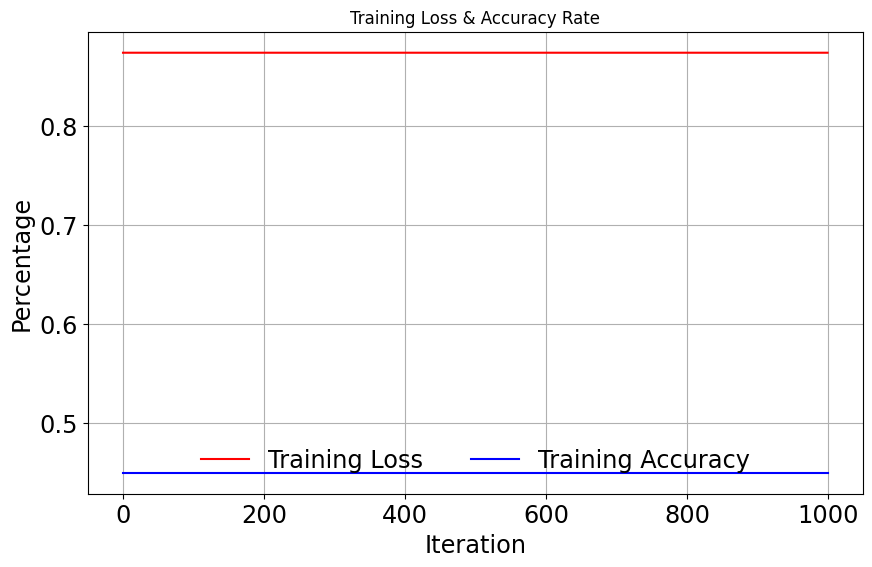 Training Loss & Accuracy Rate
Percentage
0.8
0.7
0.6
0.5
Training Loss Training Accuracy
0 200 400 600 800 1000
Iteration